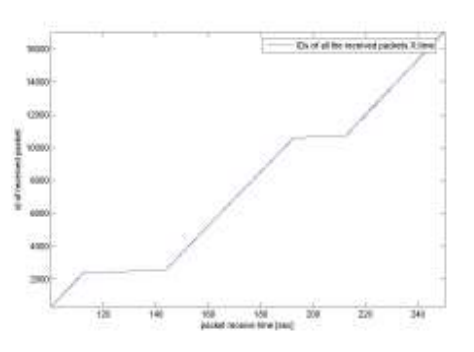 IDs of all the received packets X time
16000
14000
12000
10000
8000
6000
4000
2000
id of received packet
120 140 160 180 200 220 240
packet receive time [sec]